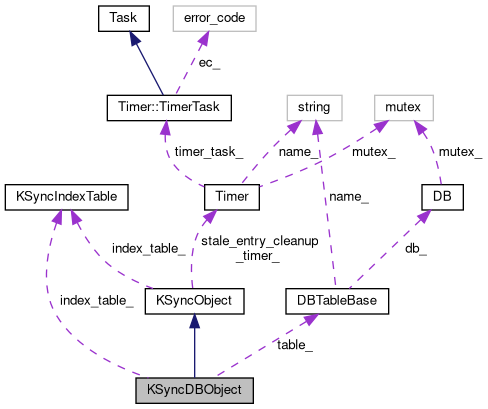 Task
error_code
ec_
Timer::TimerTask
string
mutex
timer_task_
name_
mutex_
mutex_
KSyncIndexTable
Timer
DB
name_
index_table_
stale_entry_cleanup
_timer_
db_
index_table_
KSyncObject
DBTableBase
table_
KSyncDBObject